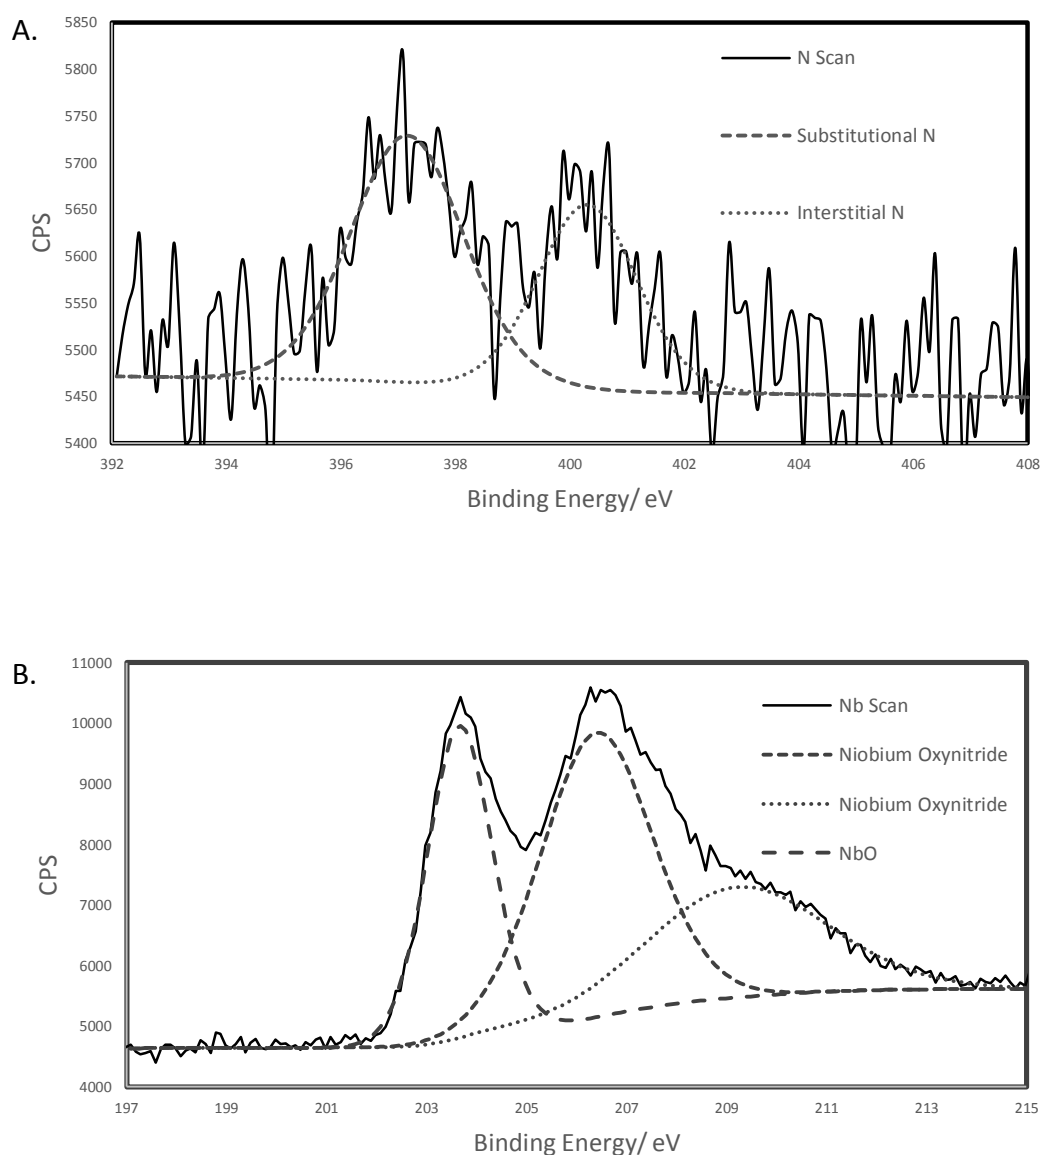 A.
5850
5800
5750
5700
5650
5600
5550
5500
5450
5400
CPS
392 394 396 398 400 402 404 406 408
Binding Energy/ eV
N Scan
Substitutional N
Interstitial N
B.
11000
10000
9000
8000
7000
6000
5000
4000
CPS
197 199 201 203 205 207 209 211 213 215
Binding Energy/ eV
Nb Scan
Niobium Oxynitride
Niobium Oxynitride
NbO